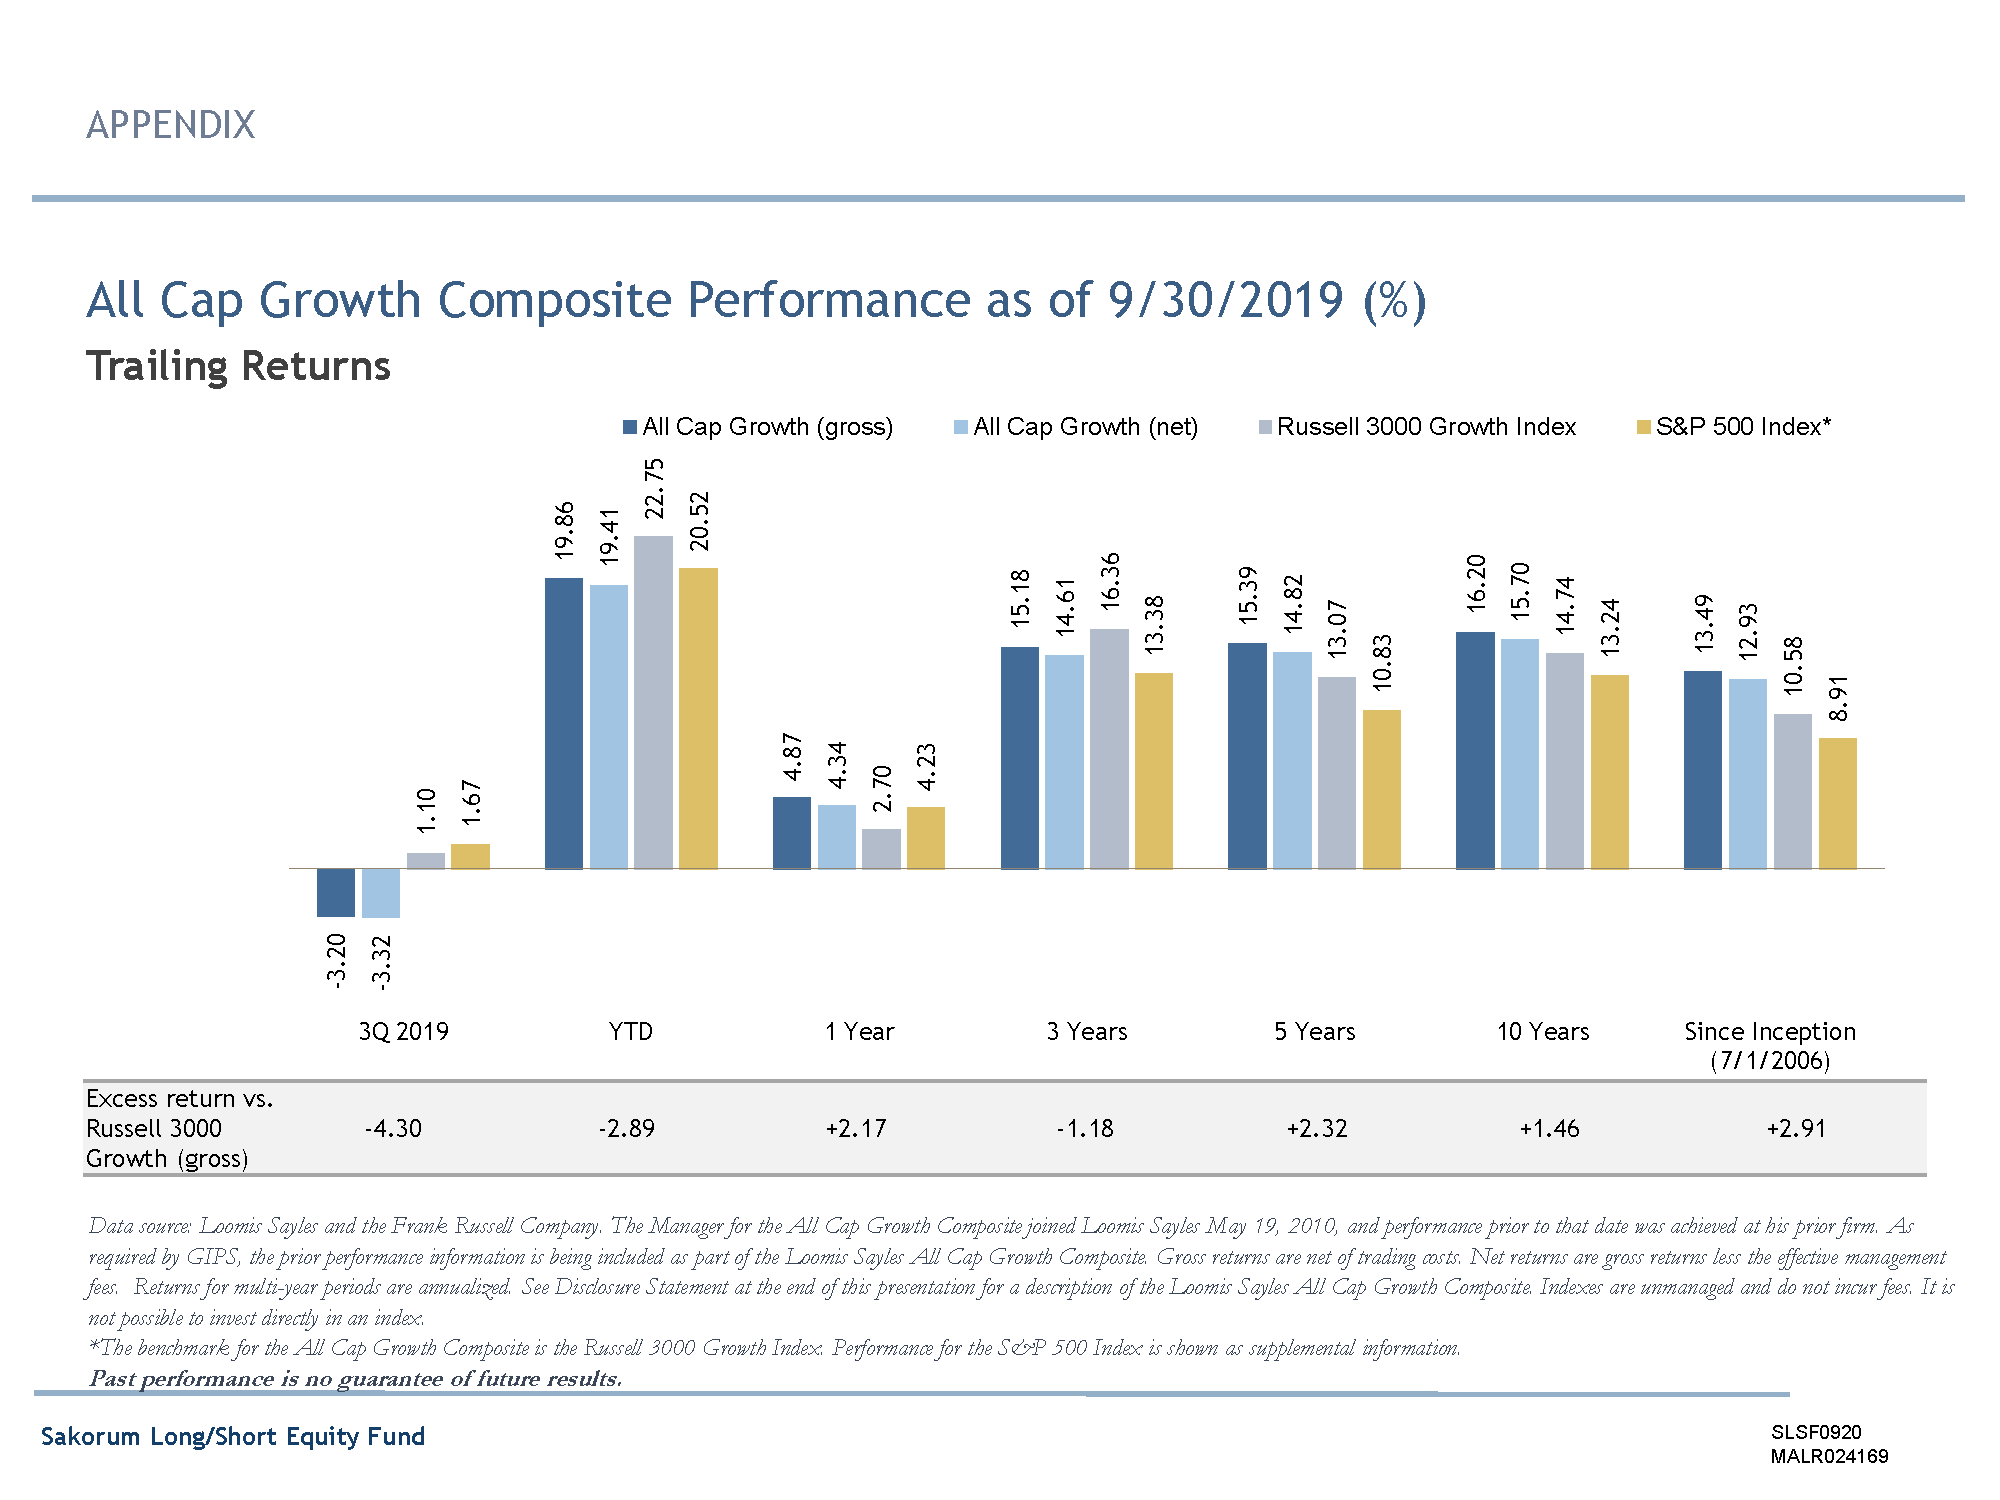 APPENDIX
All Cap Growth Composite Performance as of 9/30/2019 (%)
Trailing Returns
All Cap Growth (gross) All Cap Growth (net) Russell 3000 Growth Index S&P 500 Index*
-3.20 -3.32 1.10 1.67
19.86 19.41 22.75 20.52
4.87 4.34 2.70 4.23
15.18 14.61 16.36 13.38
15.39 14.82 13.07 10.83
16.20 15.70 14.74 13.24
13.49 12.93 10.58 8.91
3Q 2019 YTD 1 Year 3 Years 5 Years 10 Years Since Inception
(7/1/2006)
Excess return vs.
Russell 3000 -4.30 -2.89 +2.17 -1.18 +2.32 +1.46 +2.91
Growth (gross)
Data source: Loomis Sayles and the Frank Russell Company. The Manager for the All Cap Growth Composite joined Loomis Sayles May 19, 2010, and performance prior to that date was achieved at his prior firm. As
required by GIPS, the prior performance information is being included as part of the Loomis Sayles All Cap Growth Composite. Gross returns are net of trading costs. Net returns are gross returns less the effective management
fees. Returns for multi-year periods are annualized. See Disclosure Statement at the end of this presentation for a description of the Loomis Sayles All Cap Growth Composite. Indexes are unmanaged and do not incur fees. It is
not possible to invest directly in an index.
*The benchmark for the All Cap Growth Composite is the Russell 3000 Growth Index. Performance for the S&P 500 Index is shown as supplemental information.
Past performance is no guarantee of future results.
Sakorum Long/Short Equity Fund
SLSF0920
MALR024169